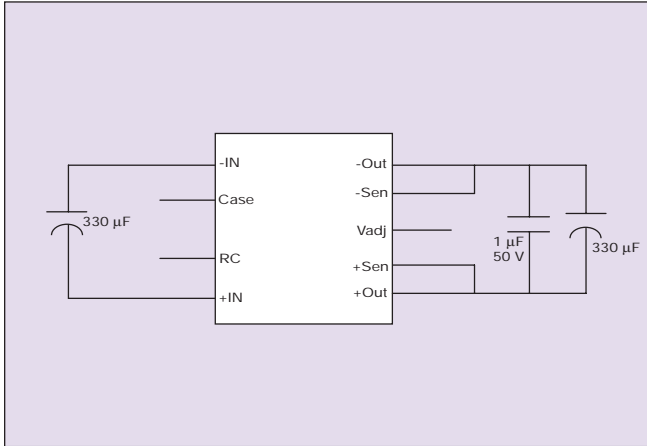 -IN
-Out
-Sen
Case
330 µF
Vadj
1 µF
50 V
330 µF
RC
+Sen
+IN
+Out